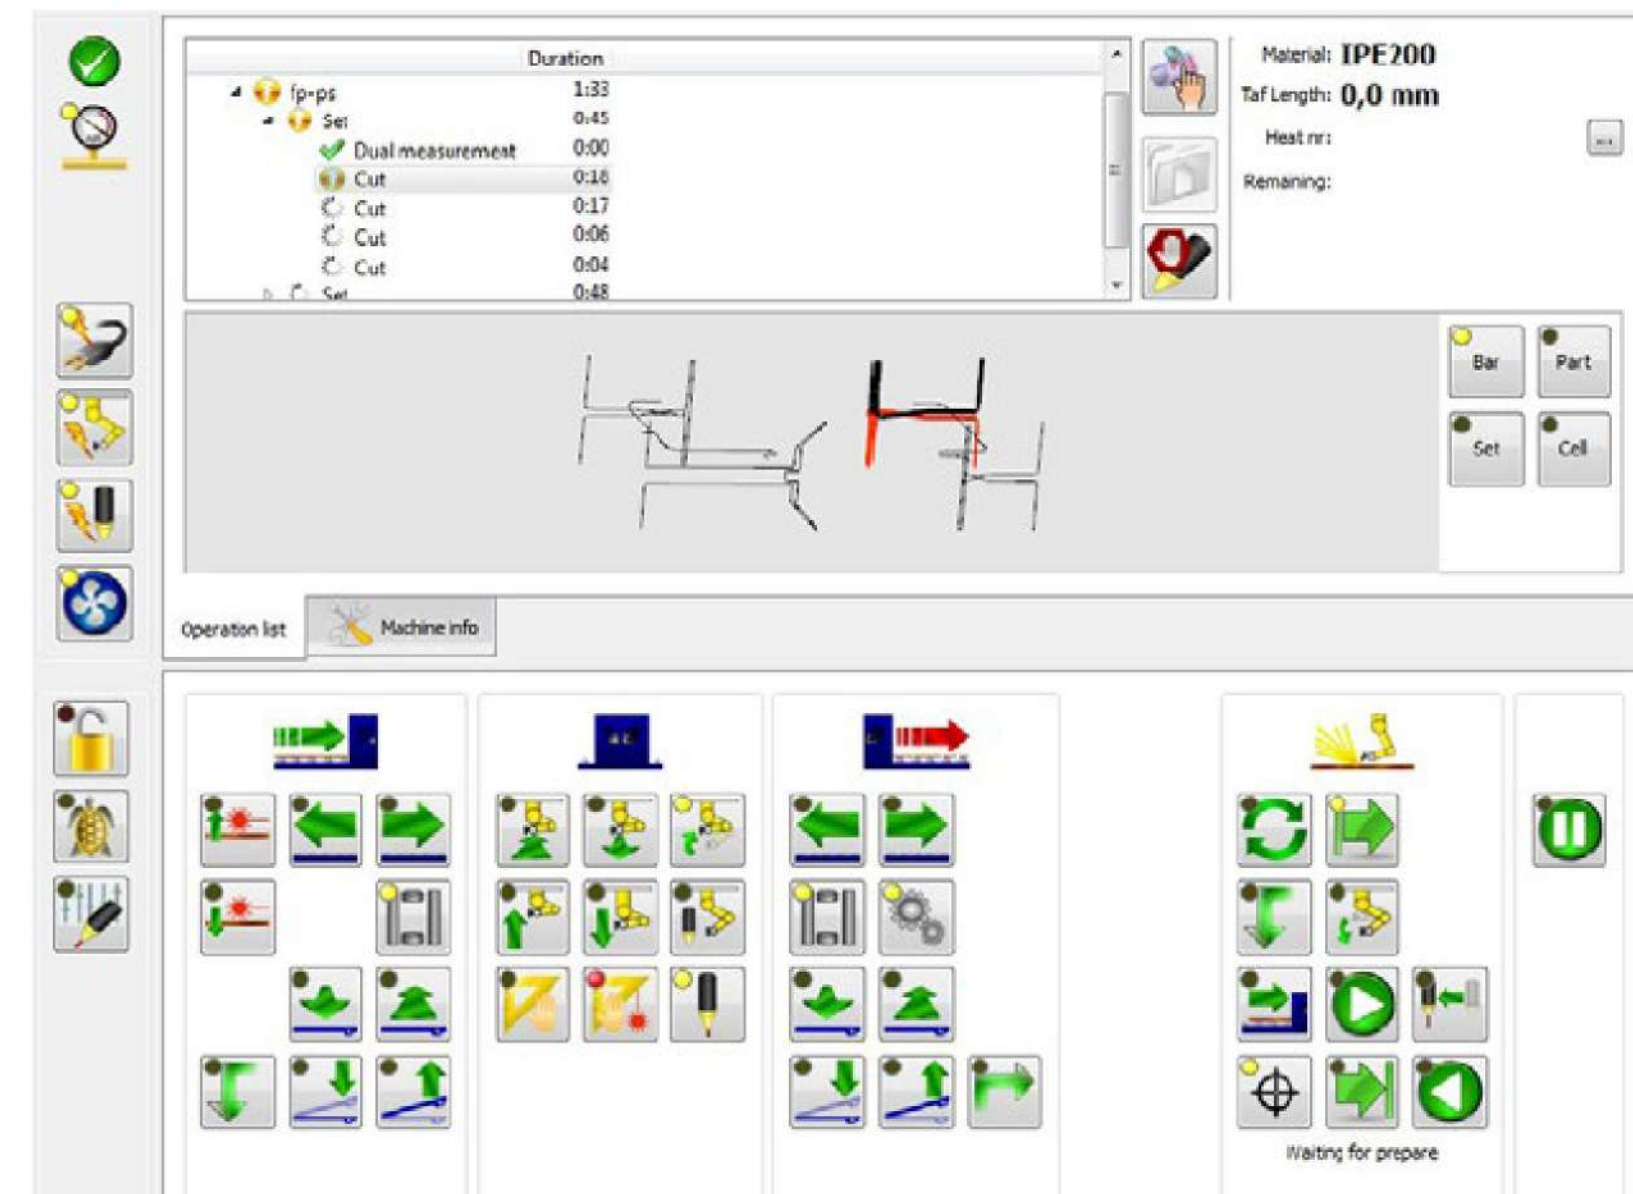 Duration
fp-ps 1:33
Set 0:45
Dual measurement 0:00
Cut 0:18
Cut 0:17
Cut 0:06
Cut 0:04
Set 0:48
Material: IPE200
Taf Length: 0,0 mm
Heat nr: ...
Remaining:
Bar Part
Set Cell
Operation list Machine info
Waiting for prepare